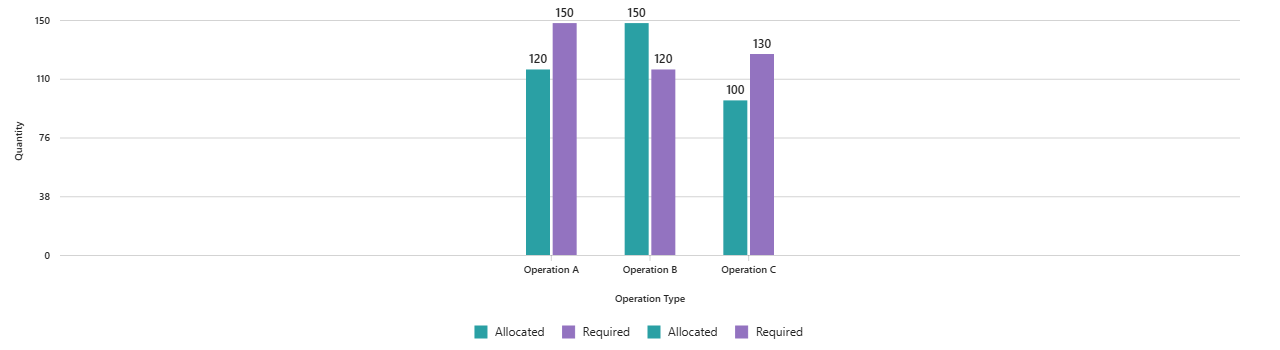 150
150
150
130
120
120
110
100
76
38
0
Quantity
Operation A
Operation B
Operation C
Operation Type
Allocated
Required
Allocated
Required